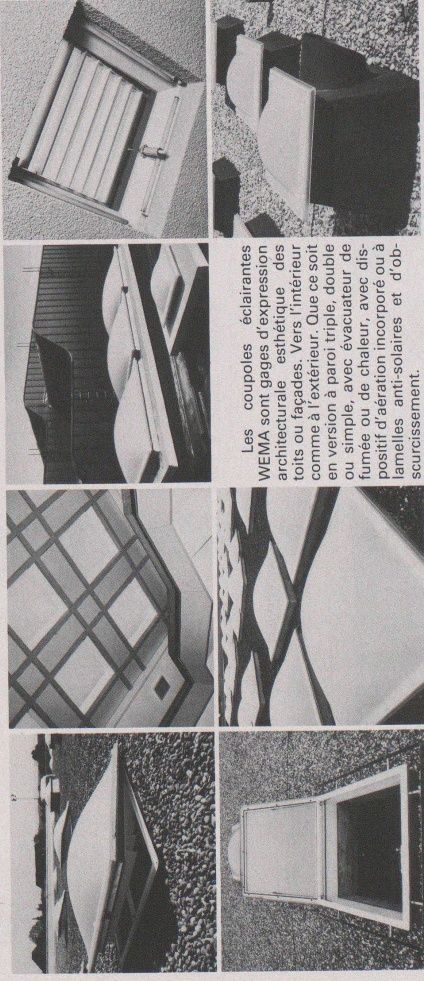 Les coupoles éclairantes
WEMA sont gages d'expression
architecturale esthétique des
toits ou façades. Vers l'intérieur
comme à l'extérieur. Que ce soit
en version à paroi triple, double
ou simple, avec évacuateur de
fumée ou de chaleur, avec dis-
positif d'aération incorporé ou à
lamelles anti-solaires et d'ob-
scurcissement.